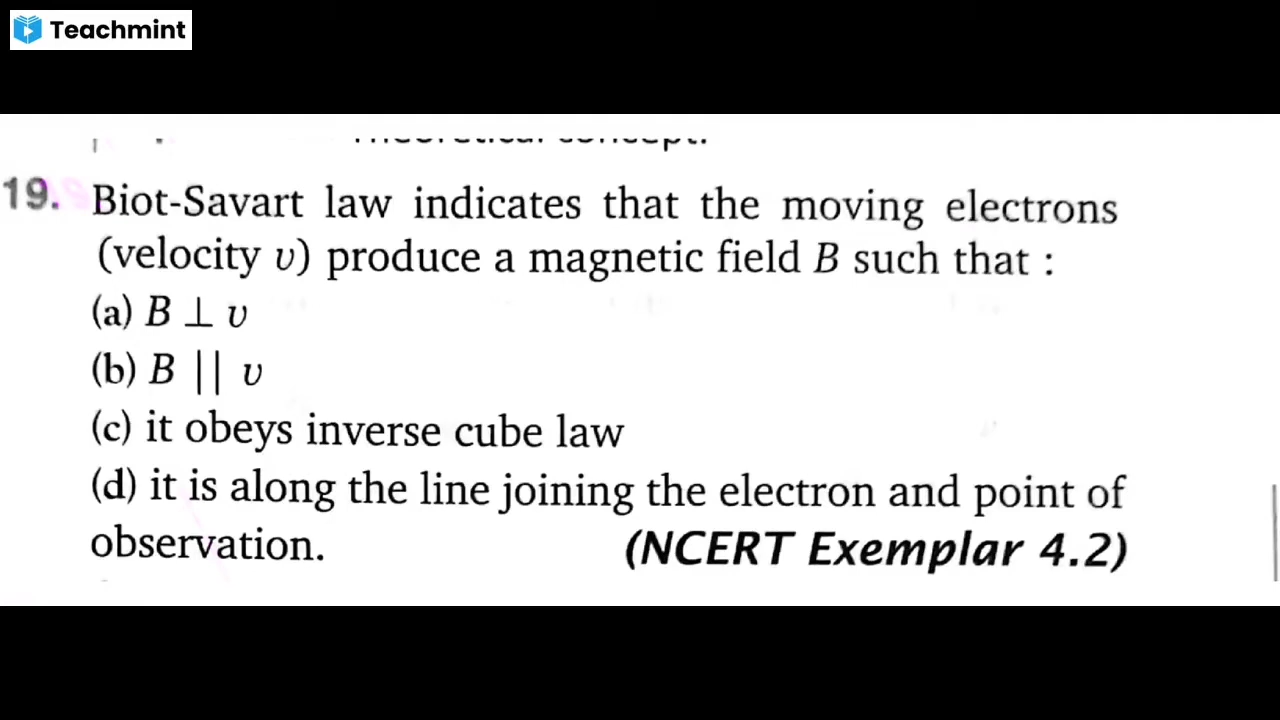 Teachmint
19. Biot-Savart law indicates that the moving electrons
(velocity v) produce a magnetic field B such that :
(a) B ⊥ v
(b) B || v
(c) it obeys inverse cube law
(d) it is along the line joining the electron and point of
observation. (NCERT Exemplar 4.2)